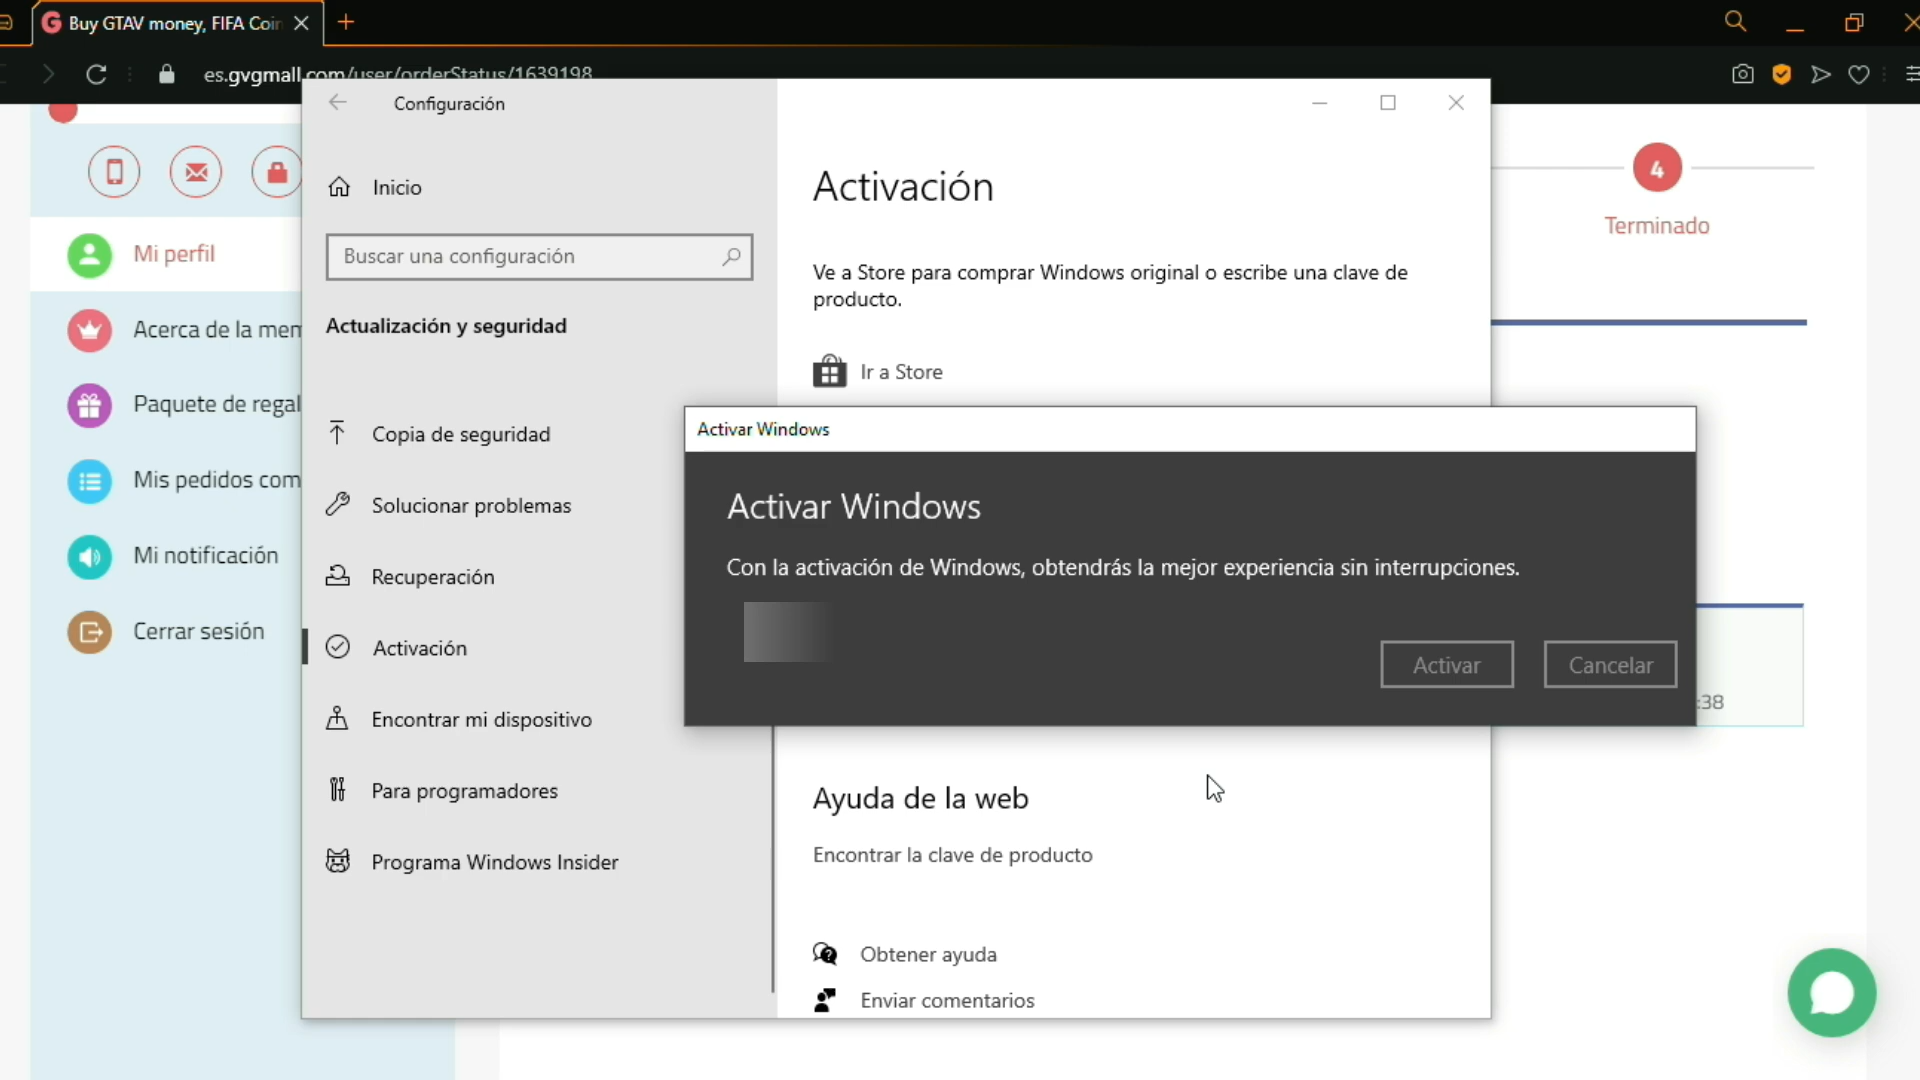 Buy GTAV money, FIFA Coin
es.gvgmall.com/user/orderStatus/1639198
Configuración
Inicio
Buscar una configuración
Actualización y seguridad
Copia de seguridad
Solucionar problemas
Recuperación
Activación
Encontrar mi dispositivo
Para programadores
Programa Windows Insider
Mi perfil
Acerca de la mem
Paquete de regal
Mis pedidos com
Mi notificación
Cerrar sesión
Activación
Ve a Store para comprar Windows original o escribe una clave de
producto.
Ir a Store
Activar Windows
Activar Windows
Con la activación de Windows, obtendrás la mejor experiencia sin interrupciones.
Activar
Cancelar
Ayuda de la web
Encontrar la clave de producto
Obtener ayuda
Enviar comentarios
4
Terminado
:38